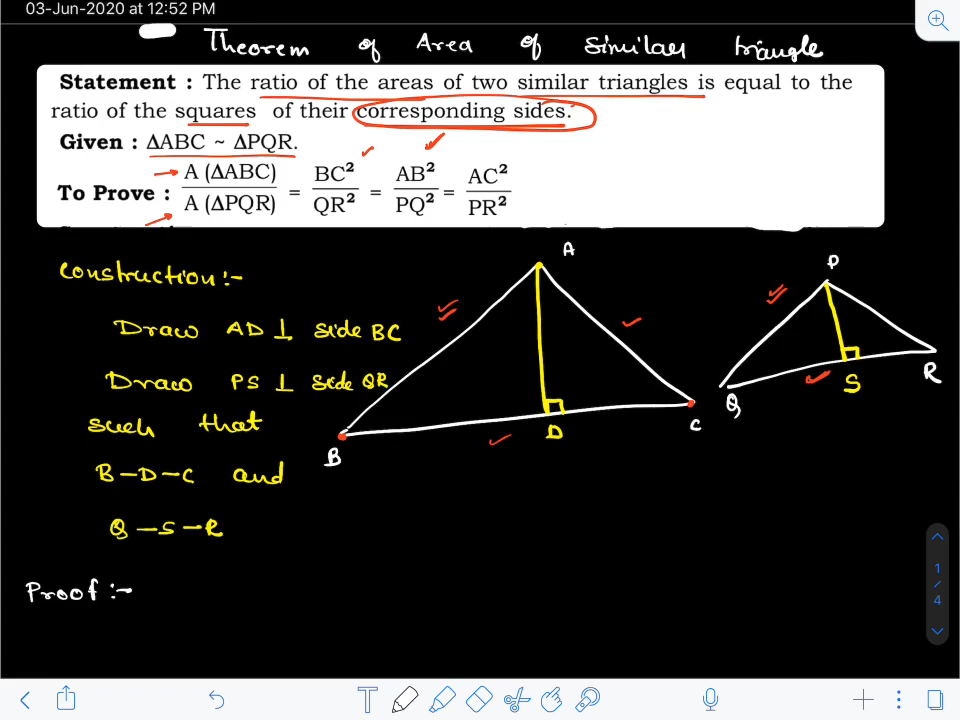 03-Jun-2020 at 12:52 PM
Theorem of Area of Similar triangle
Statement : The ratio of the areas of two similar triangles is equal to the
ratio of the squares of their corresponding sides.
Given : ΔABC ~ ΔPQR.
To Prove : A (ΔABC) / A (ΔPQR) = BC² / QR² = AB² / PQ² = AC² / PR²
Construction :-
Draw AD ⊥ side BC
Draw PS ⊥ side QR
such that
B-D-C and
Q-S-R
Proof :-
A
B
D
C
P
Q
S
R
1
/
4
T